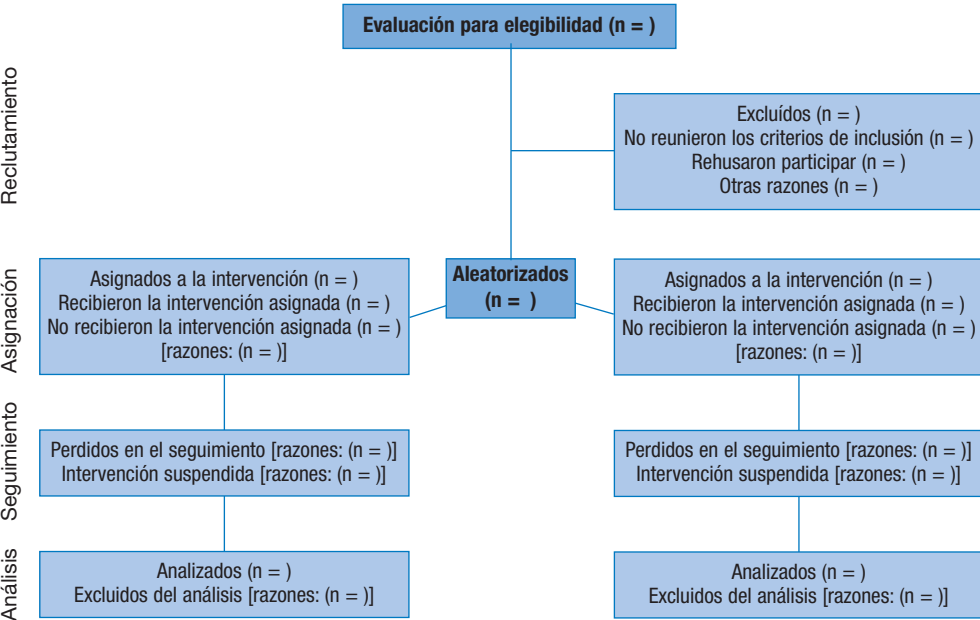 Evaluación para elegibilidad (n = )
Reclutamiento
Excluídos (n = )
No reunieron los criterios de inclusión (n = )
Rehusaron participar (n = )
Otras razones (n = )
Asignación
Asignados a la intervención (n = )
Recibieron la intervención asignada (n = )
No recibieron la intervención asignada (n = )
[razones: (n = )]
Aleatorizados
(n = )
Asignados a la intervención (n = )
Recibieron la intervención asignada (n = )
No recibieron la intervención asignada (n = )
[razones: (n = )]
Seguimiento
Perdidos en el seguimiento [razones: (n = )]
Intervención suspendida [razones: (n = )]
Perdidos en el seguimiento [razones: (n = )]
Intervención suspendida [razones: (n = )]
Análisis
Analizados (n = )
Excluidos del análisis [razones: (n = )]
Analizados (n = )
Excluidos del análisis [razones: (n = )]